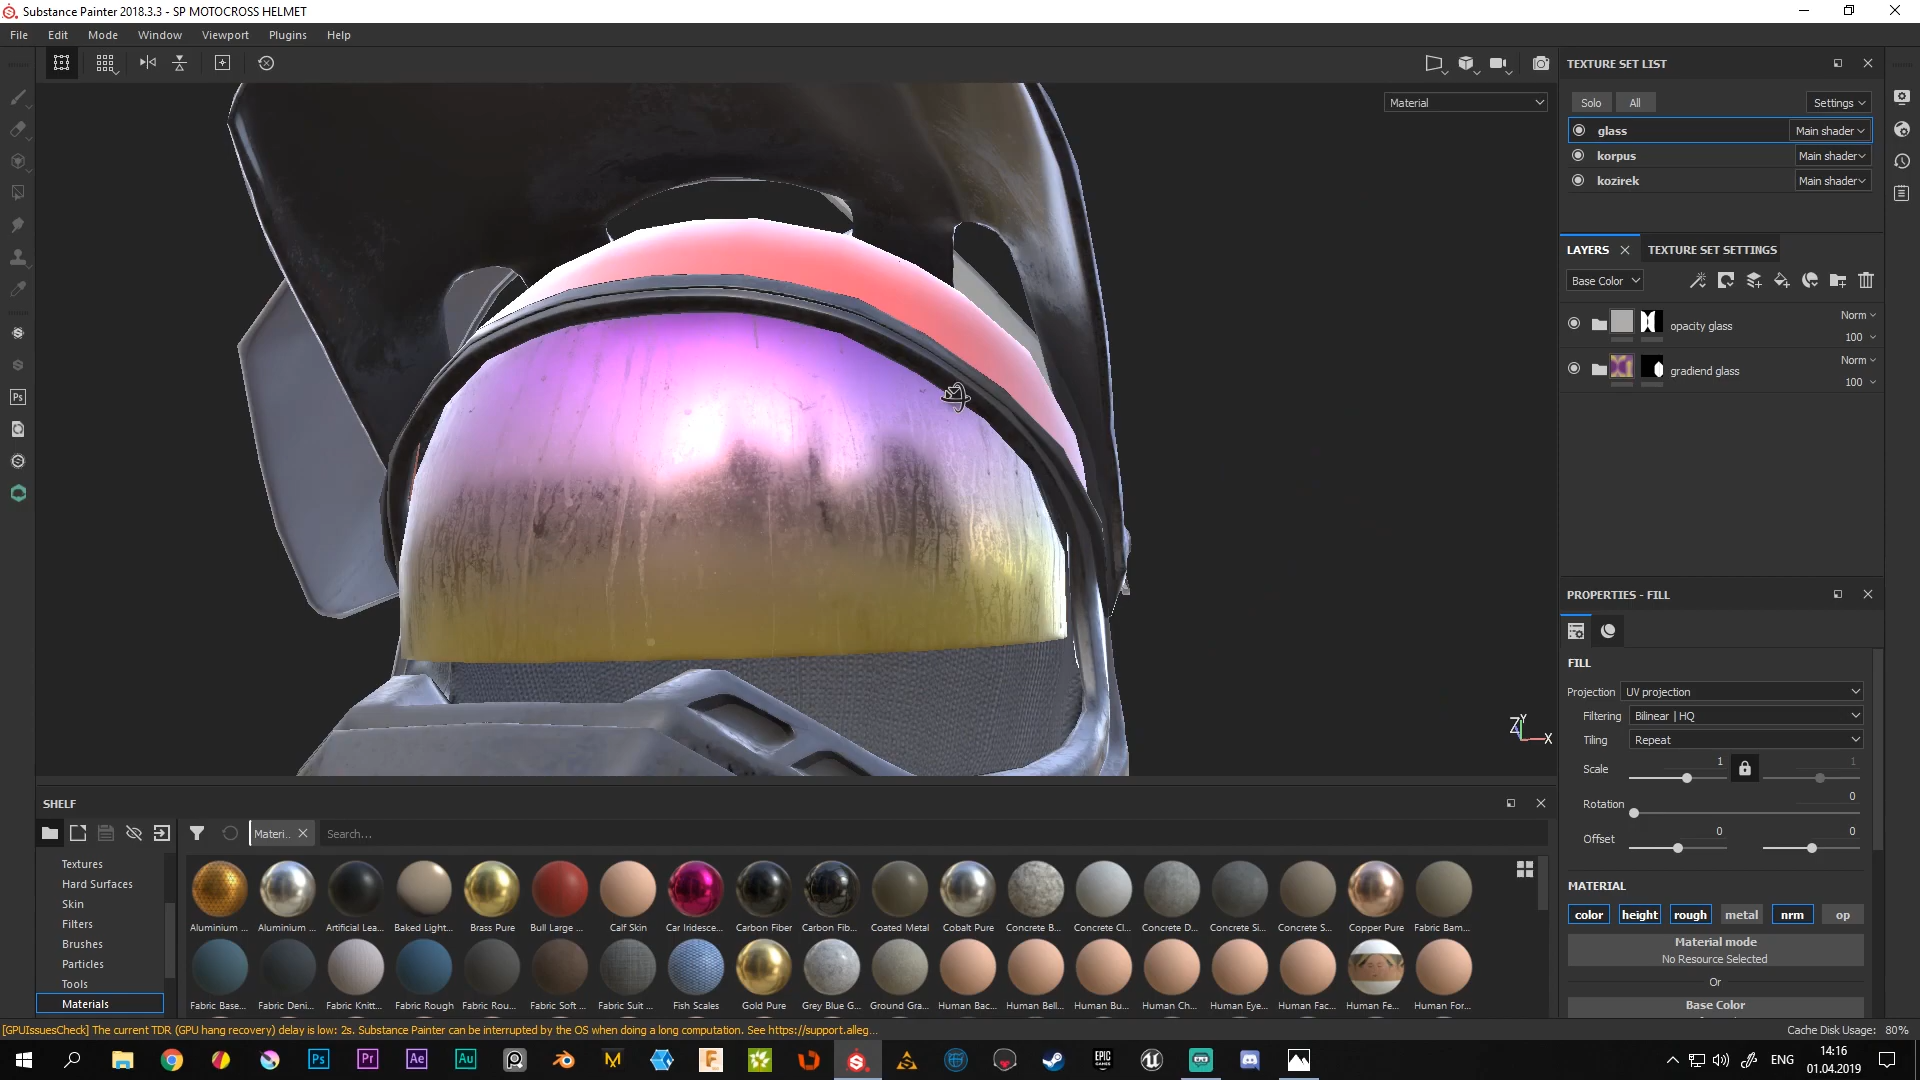 Substance Painter 2018.3.3 - SP MOTOCROSS HELMET
File Edit Mode Window Viewport Plugins Help
Material
TEXTURE SET LIST
Solo All Settings
glass Main shader
korpus Main shader
kozirek Main shader
LAYERS TEXTURE SET SETTINGS
Base Color
opacity glass Norm 100
gradiend glass Norm 100
PROPERTIES - FILL
FILL
Projection UV projection
Filtering Bilinear | HQ
Tiling Repeat
Scale 1 1
Rotation 0
Offset 0 0
MATERIAL
color height rough metal nrm op
Material mode
No Resource Selected
Or
Base Color
Z Y X
SHELF
Materi.. Search...
Textures
Hard Surfaces
Skin
Filters
Brushes
Particles
Tools
Materials
Aluminium ... Aluminium ... Artificial Lea... Baked Light... Brass Pure Bull Large ... Calf Skin Car Iridesce... Carbon Fiber Carbon Fib... Coated Metal Cobalt Pure Concrete B... Concrete Cl... Concrete D... Concrete Si... Concrete S... Copper Pure Fabric Bam...
Fabric Base... Fabric Deni... Fabric Knitt... Fabric Rough Fabric Rou... Fabric Soft ... Fabric Suit ... Fish Scales Gold Pure Grey Blue G... Ground Gra... Human Bac... Human Bell... Human Bu... Human Ch... Human Eye... Human Fac... Human Fe... Human For...
[GPUIssuesCheck] The current TDR (GPU hang recovery) delay is low: 2s. Substance Painter can be interrupted by the OS when doing a long computation. See https://support.alleg...
Cache Disk Usage: 80%
Ps
Ps Pr Ae Au
EPIC GAMES
ENG
14:16
01.04.2019